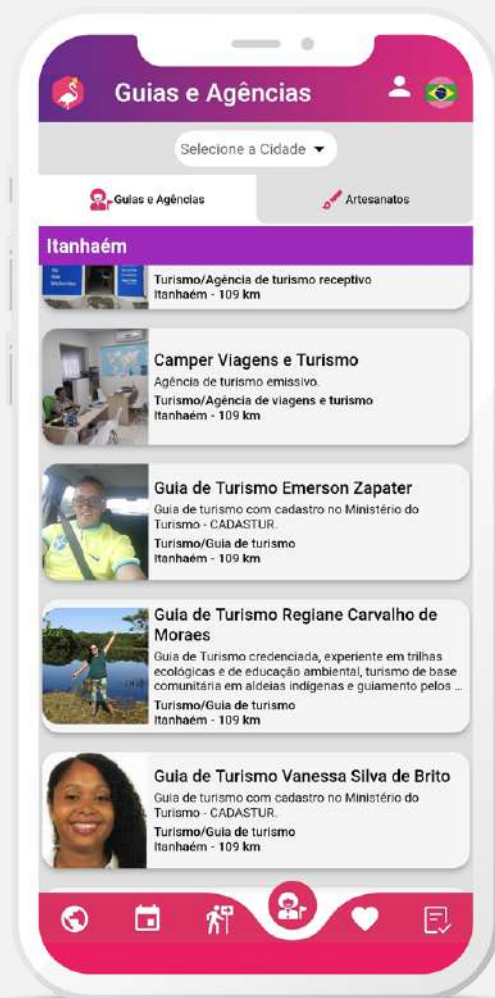 Guias e Agências
Selecione a Cidade
Guias e Agências
Artesanatos
Itanhaém
Turismo/Agência de turismo receptivo
Itanhaém - 109 km
Camper Viagens e Turismo
Agência de turismo emissivo.
Turismo/Agência de viagens e turismo
Itanhaém - 109 km
Guia de Turismo Emerson Zapater
Guia de turismo com cadastro no Ministério do
Turismo - CADASTUR.
Turismo/Guia de turismo
Itanhaém - 109 km
Guia de Turismo Regiane Carvalho de
Moraes
Guia de Turismo credenciada, experiente em trilhas
ecológicas e de educação ambiental, turismo de base
comunitária em aldeias indígenas e guiamento pelos ...
Turismo/Guia de turismo
Itanhaém - 109 km
Guia de Turismo Vanessa Silva de Brito
Guia de turismo com cadastro no Ministério do
Turismo - CADASTUR.
Turismo/Guia de turismo
Itanhaém - 109 km